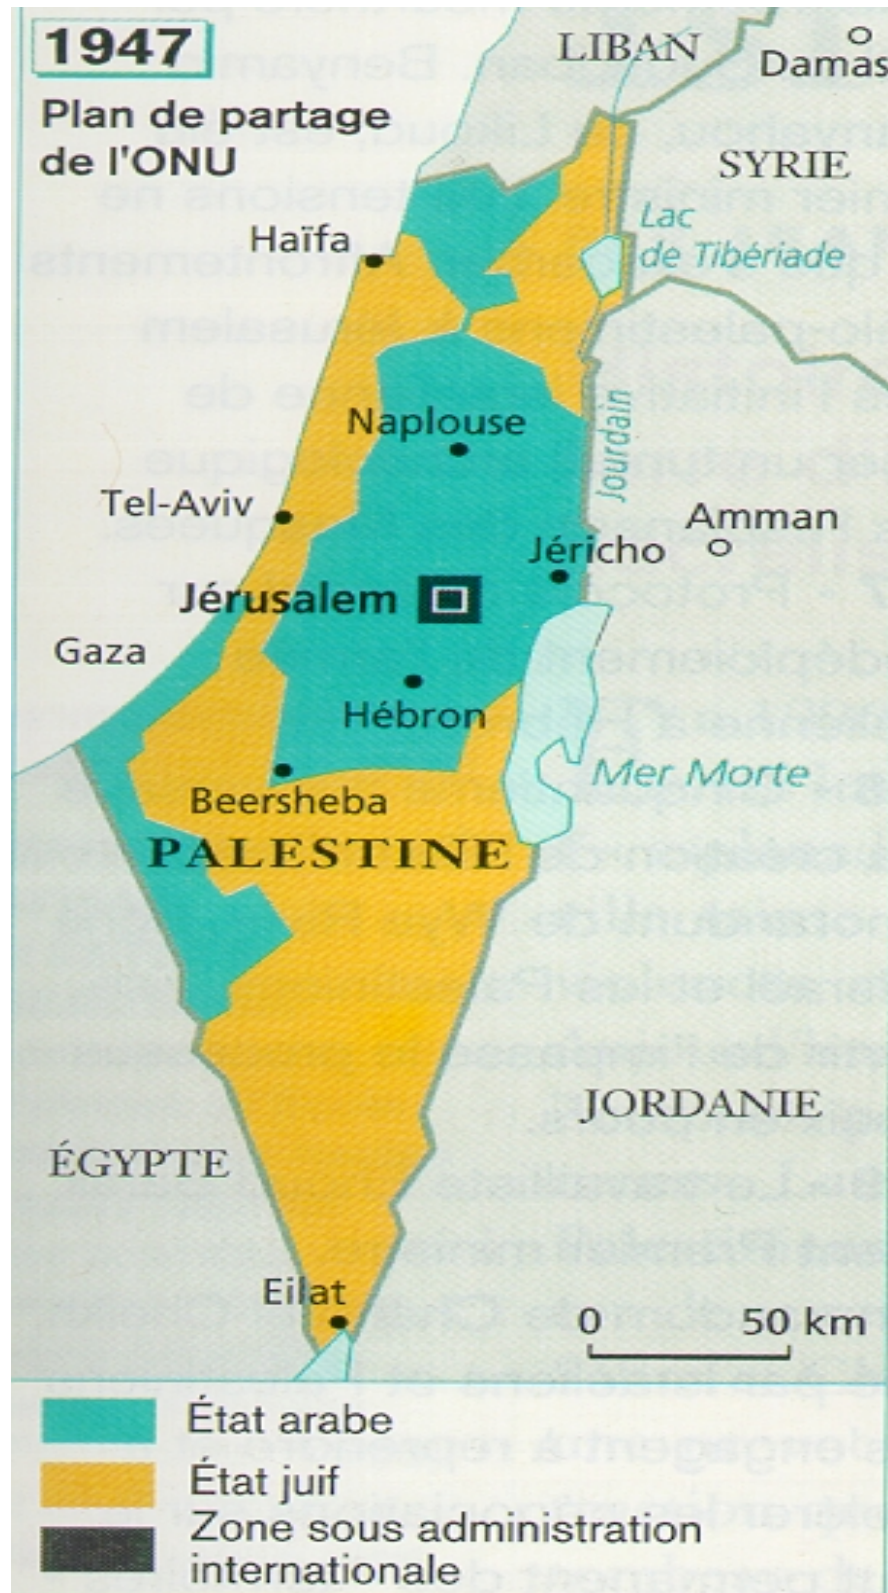 1947
Plan de partage
de l'ONU
LIBAN
Damas
SYRIE
Lac
de Tibériade
Haïfa
Naplouse
Jourdain
Tel-Aviv
Amman
Jéricho
Jérusalem
Gaza
Hébron
Mer Morte
Beersheba
PALESTINE
JORDANIE
ÉGYPTE
Eilat
0 50 km
État arabe
État juif
Zone sous administration
internationale